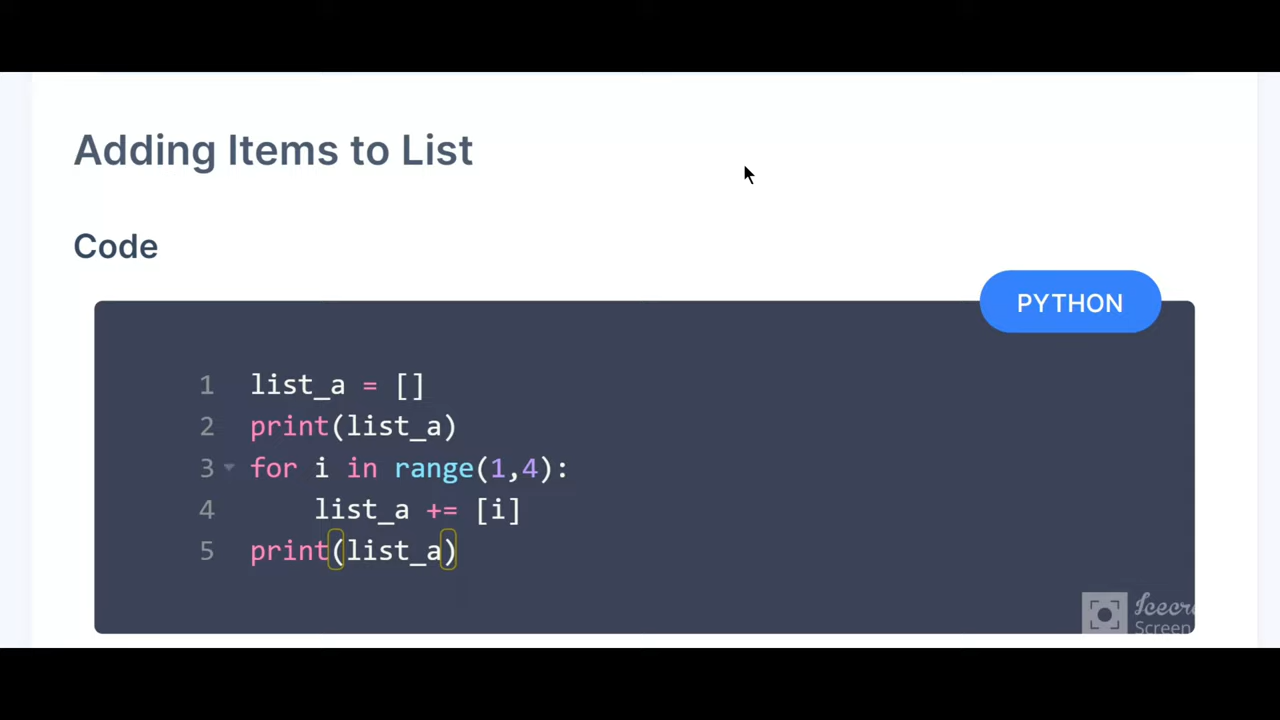 Adding Items to List
Code
PYTHON
1 list_a = []
2 print(list_a)
3 for i in range(1,4):
4     list_a += [i]
5 print(list_a)
Screen